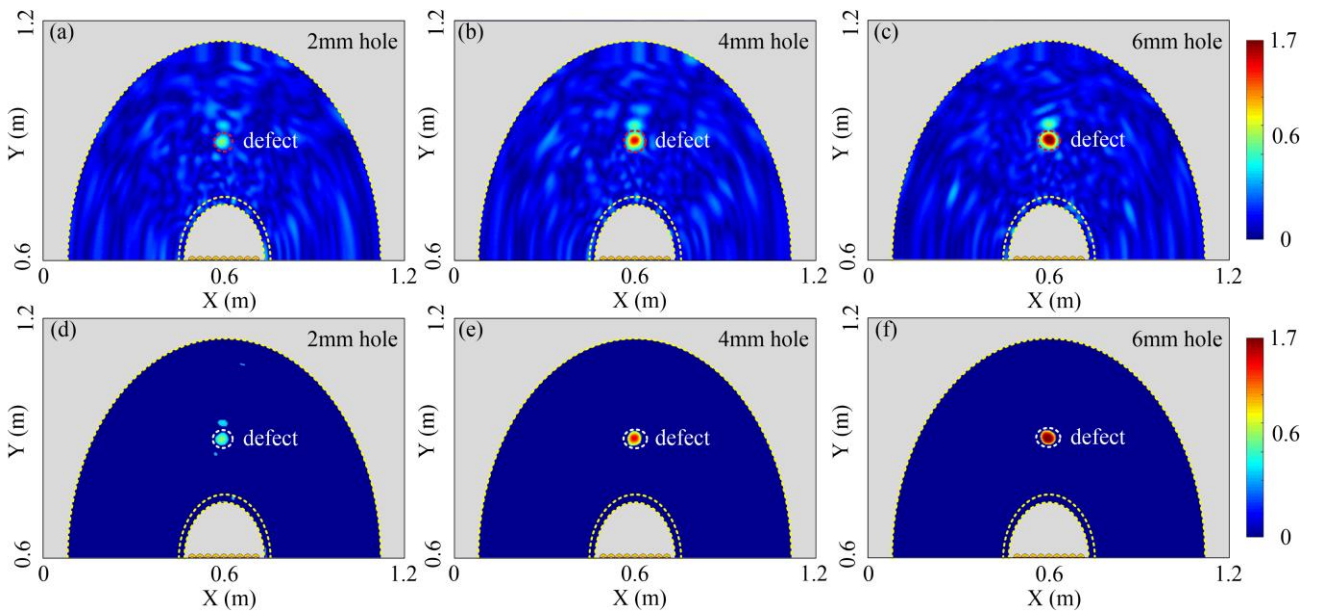 1.2
(a)
2mm hole
defect
Y (m)
0.6
0
0.6
1.2
X (m)
1.2
(b)
4mm hole
defect
Y (m)
0.6
0
0.6
1.2
X (m)
1.2
(c)
6mm hole
defect
Y (m)
0.6
0
0.6
1.2
X (m)
1.7
0.6
0
1.2
(d)
2mm hole
defect
Y (m)
0.6
0
0.6
1.2
X (m)
1.2
(e)
4mm hole
defect
Y (m)
0.6
0
0.6
1.2
X (m)
1.2
(f)
6mm hole
defect
Y (m)
0.6
0
0.6
1.2
X (m)
1.7
0.6
0